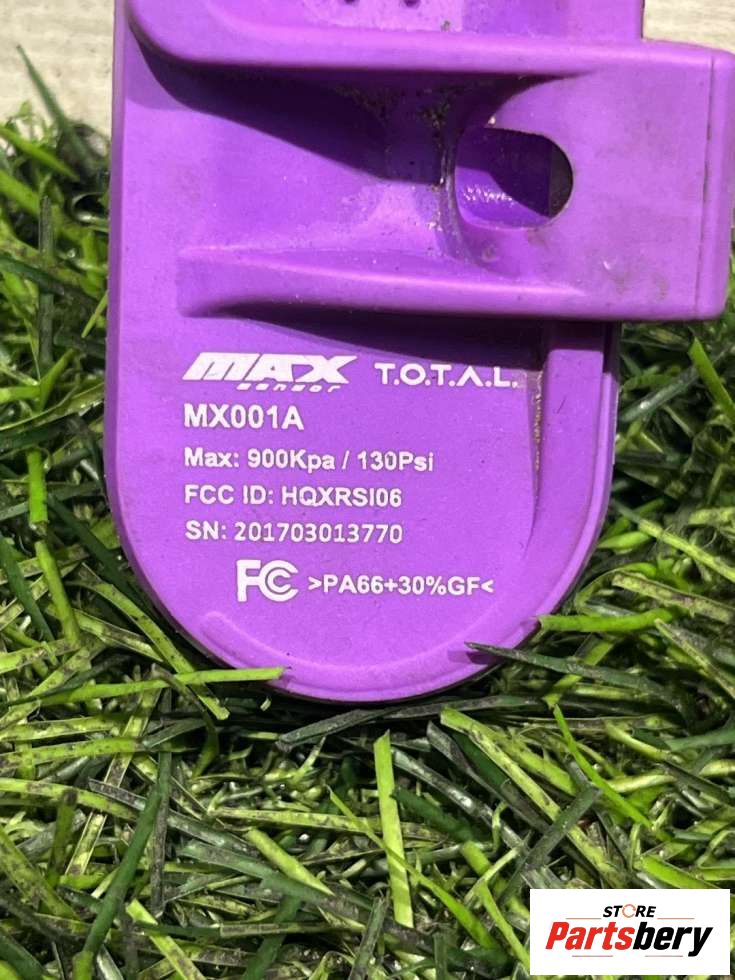 MAX sensor T.O.T.A.L.
MX001A
Max: 900Kpa / 130Psi
FCC ID: HQXRSI06
SN: 201703013770
FC >PA66+30%GF<
STORE
Partsbery